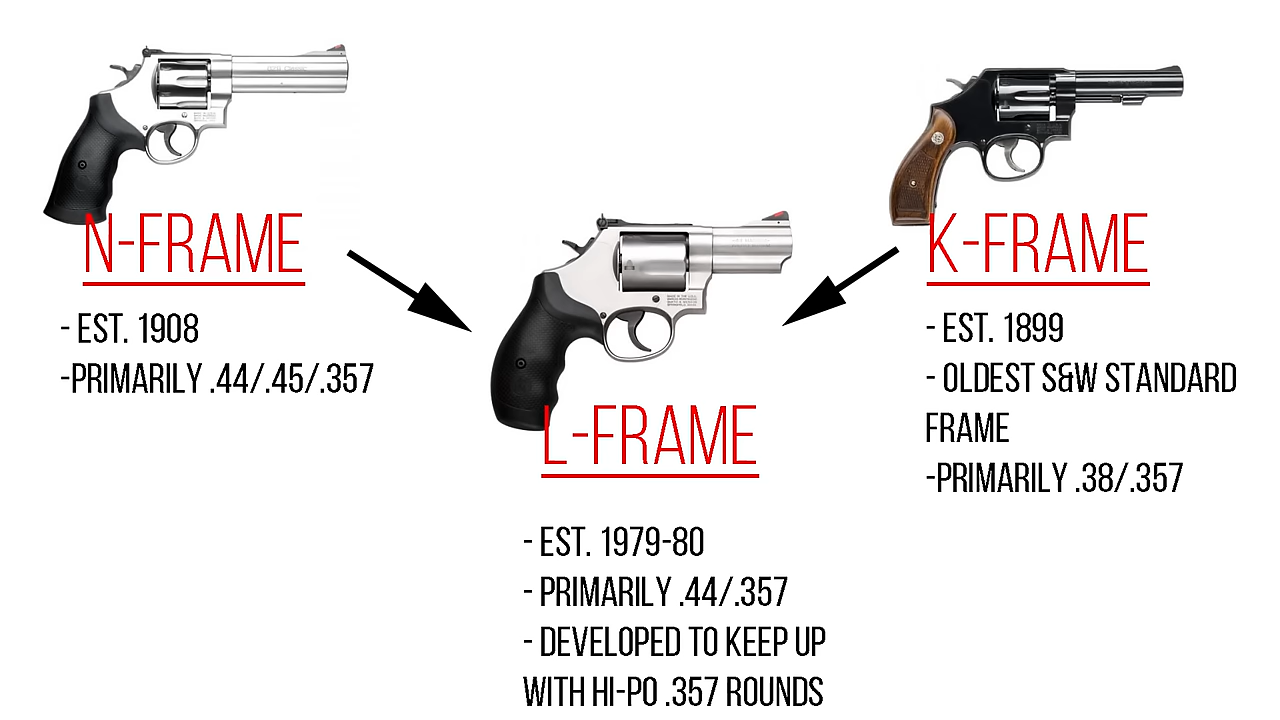 N-FRAME
- EST. 1908
-PRIMARILY .44/.45/.357
K-FRAME
- EST. 1899
- OLDEST S&W STANDARD
FRAME
-PRIMARILY .38/.357
L-FRAME
- EST. 1979-80
- PRIMARILY .44/.357
- DEVELOPED TO KEEP UP
WITH HI-PO .357 ROUNDS